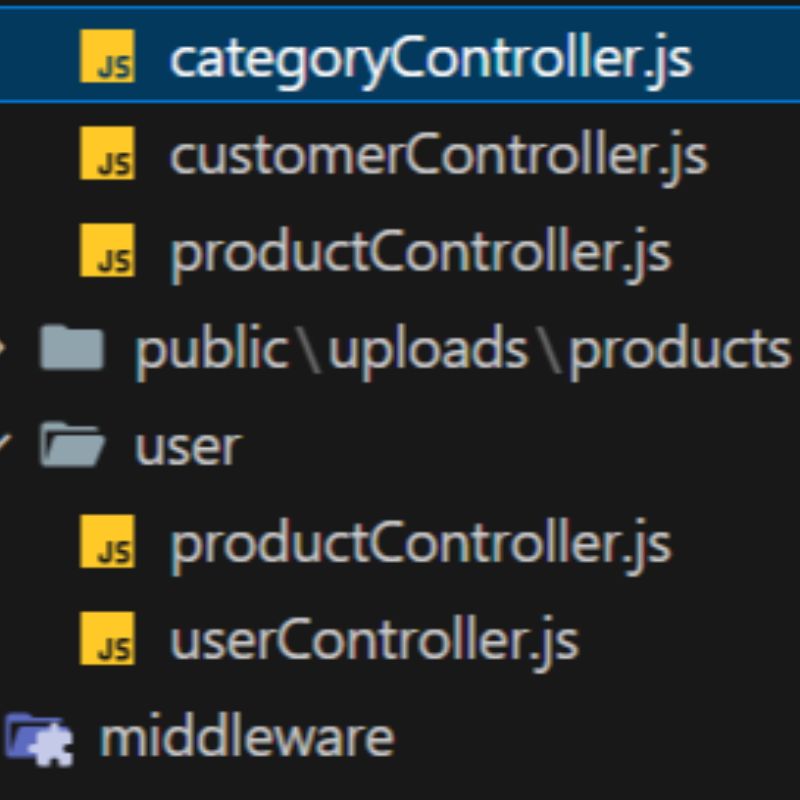 JS categoryController.js
JS customerController.js
JS productController.js
public\uploads\products
user
JS productController.js
JS userController.js
middleware